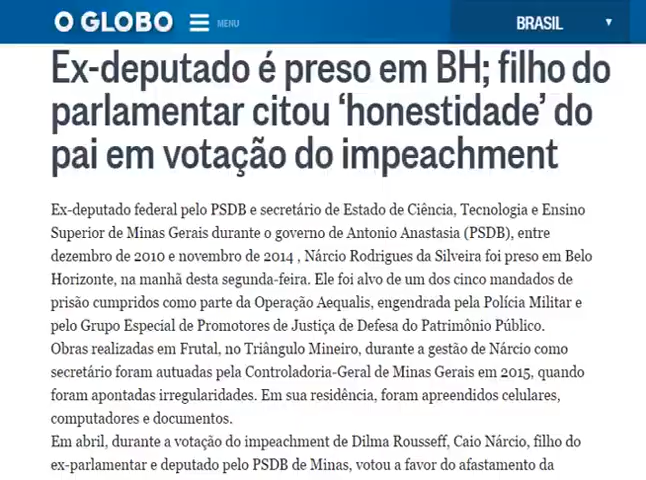 O GLOBO MENU BRASIL
Ex-deputado é preso em BH; filho do
parlamentar citou ‘honestidade’ do
pai em votação do impeachment
Ex-deputado federal pelo PSDB e secretário de Estado de Ciência, Tecnologia e Ensino
Superior de Minas Gerais durante o governo de Antonio Anastasia (PSDB), entre
dezembro de 2010 e novembro de 2014 , Nárcio Rodrigues da Silveira foi preso em Belo
Horizonte, na manhã desta segunda-feira. Ele foi alvo de um dos cinco mandados de
prisão cumpridos como parte da Operação Aequalis, engendrada pela Polícia Militar e
pelo Grupo Especial de Promotores de Justiça de Defesa do Patrimônio Público.
Obras realizadas em Frutal, no Triângulo Mineiro, durante a gestão de Nárcio como
secretário foram autuadas pela Controladoria-Geral de Minas Gerais em 2015, quando
foram apontadas irregularidades. Em sua residência, foram apreendidos celulares,
computadores e documentos.
Em abril, durante a votação do impeachment de Dilma Rousseff, Caio Nárcio, filho do
ex-parlamentar e deputado pelo PSDB de Minas, votou a favor do afastamento da